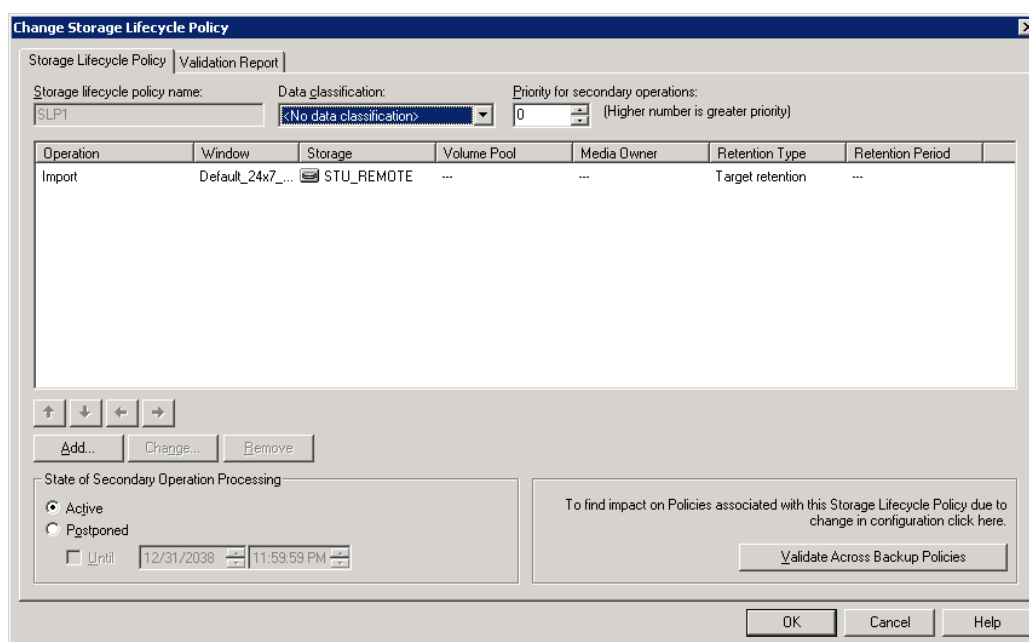 Change Storage Lifecycle Policy
Storage Lifecycle Policy Validation Report
Storage lifecycle policy name: Data classification: Priority for secondary operations:
SLP1 <No data classification> 0 (Higher number is greater priority)
Operation Window Storage Volume Pool Media Owner Retention Type Retention Period
Import Default_24x7_... STU_REMOTE --- --- Target retention ---
Add... Change... Remove
State of Secondary Operation Processing
Active
Postponed
Until 12/31/2038 11:59:59 PM
To find impact on Policies associated with this Storage Lifecycle Policy due to
change in configuration click here.
Validate Across Backup Policies
OK Cancel Help